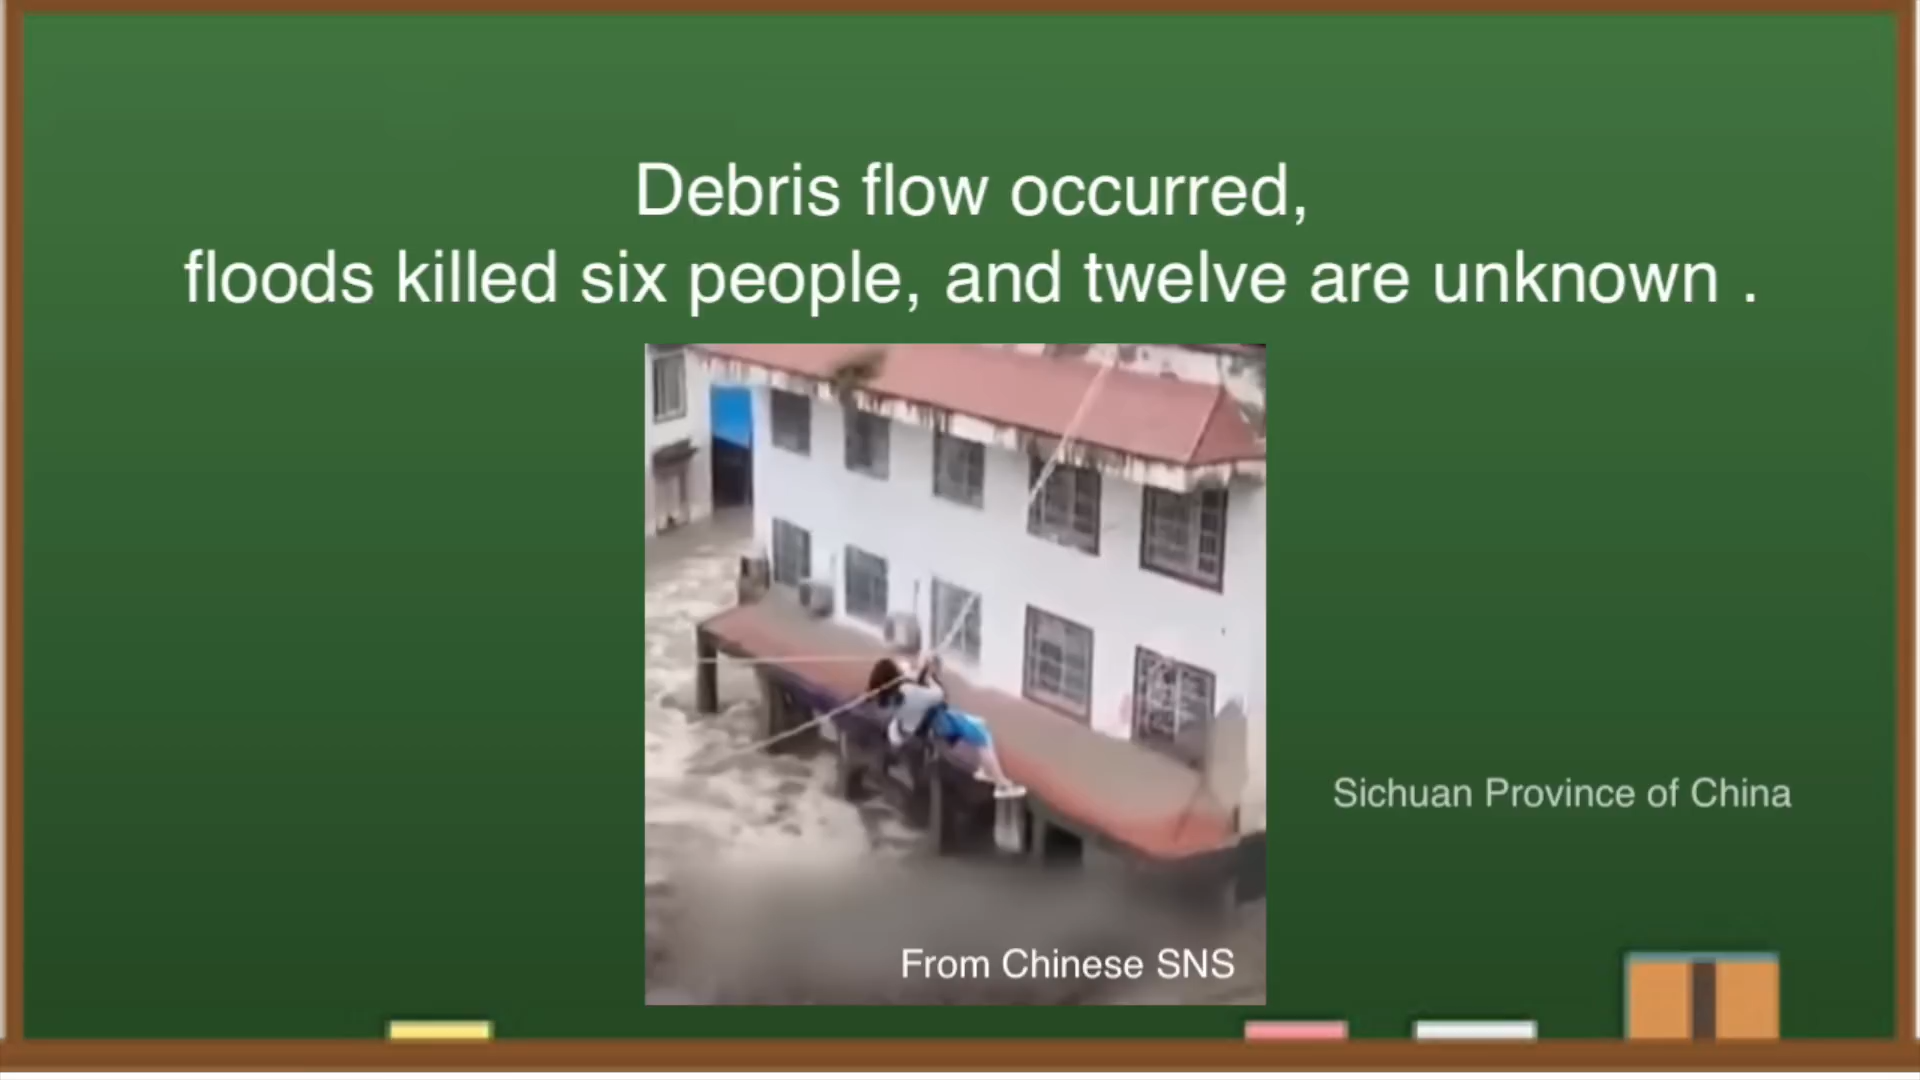 Debris flow occurred,
floods killed six people, and twelve are unknown .
Sichuan Province of China
From Chinese SNS